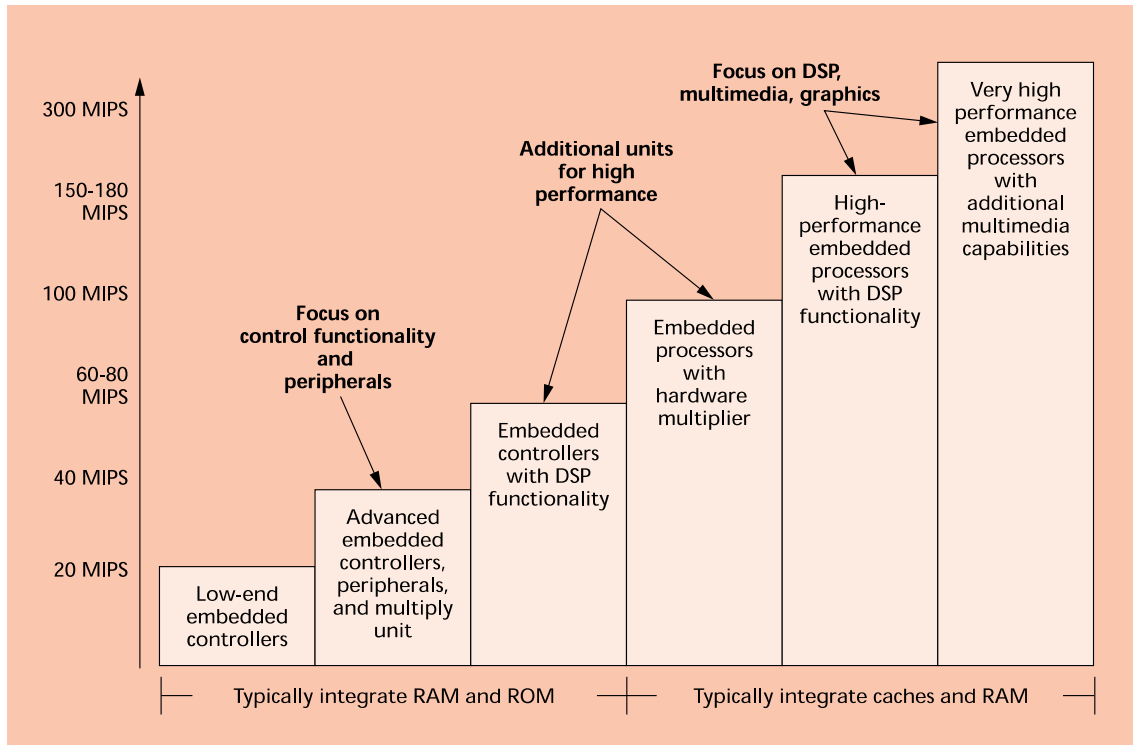 300 MIPS
150-180
MIPS
100 MIPS
60-80
MIPS
40 MIPS
20 MIPS
Focus on
control functionality
and
peripherals
Additional units
for high
performance
Focus on DSP,
multimedia, graphics
Low-end
embedded
controllers
Advanced
embedded
controllers,
peripherals,
and multiply
unit
Embedded
controllers
with DSP
functionality
Embedded
processors
with
hardware
multiplier
High-
performance
embedded
processors
with DSP
functionality
Very high
performance
embedded
processors
with
additional
multimedia
capabilities
Typically integrate RAM and ROM
Typically integrate caches and RAM